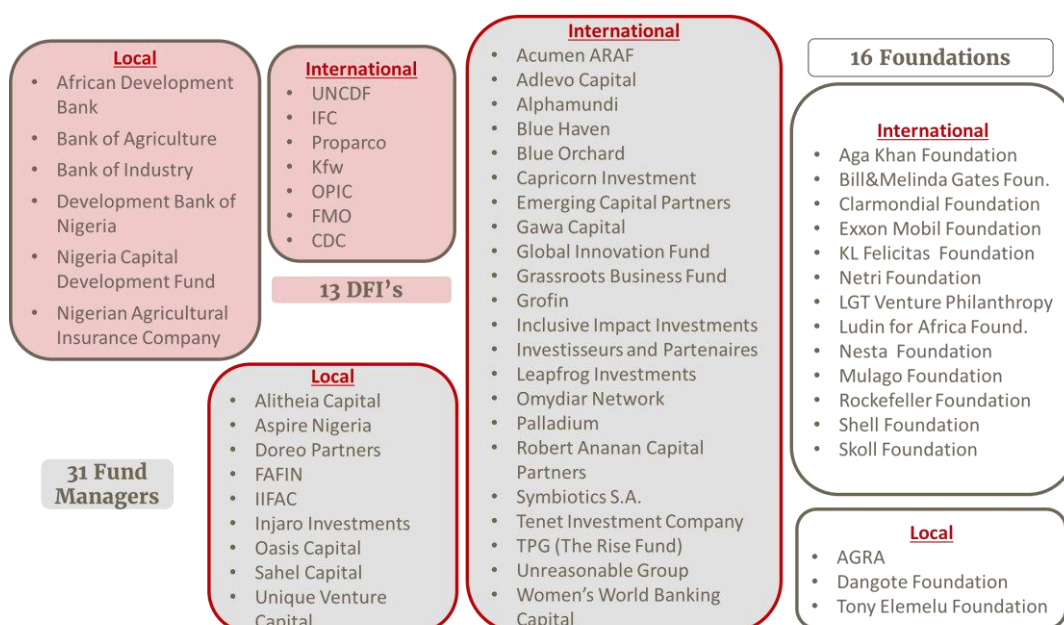 Local
• African Development
Bank
• Bank of Agriculture
• Bank of Industry
• Development Bank of
Nigeria
• Nigeria Capital
Development Fund
• Nigerian Agricultural
Insurance Company
International
• UNCDF
• IFC
• Proparco
• Kfw
• OPIC
• FMO
• CDC
13 DFI's
31 Fund
Managers
Local
• Alitheia Capital
• Aspire Nigeria
• Doreo Partners
• FAFIN
• IIFAC
• Injaro Investments
• Oasis Capital
• Sahel Capital
• Unique Venture
Capital
International
• Acumen ARAF
• Adlevo Capital
• Alphamundi
• Blue Haven
• Blue Orchard
• Capricorn Investment
• Emerging Capital Partners
• Gawa Capital
• Global Innovation Fund
• Grassroots Business Fund
• Grofin
• Inclusive Impact Investments
• Investisseurs and Partenaires
• Leapfrog Investments
• Omydiar Network
• Palladium
• Robert Ananan Capital
Partners
• Symbiotics S.A.
• Tenet Investment Company
• TPG (The Rise Fund)
• Unreasonable Group
• Women's World Banking
Capital
16 Foundations
International
• Aga Khan Foundation
• Bill&Melinda Gates Foun.
• Clarmondial Foundation
• Exxon Mobil Foundation
• KL Felicitas Foundation
• Netri Foundation
• LGT Venture Philanthropy
• Ludin for Africa Found.
• Nesta Foundation
• Mulago Foundation
• Rockefeller Foundation
• Shell Foundation
• Skoll Foundation
Local
• AGRA
• Dangote Foundation
• Tony Elemelu Foundation